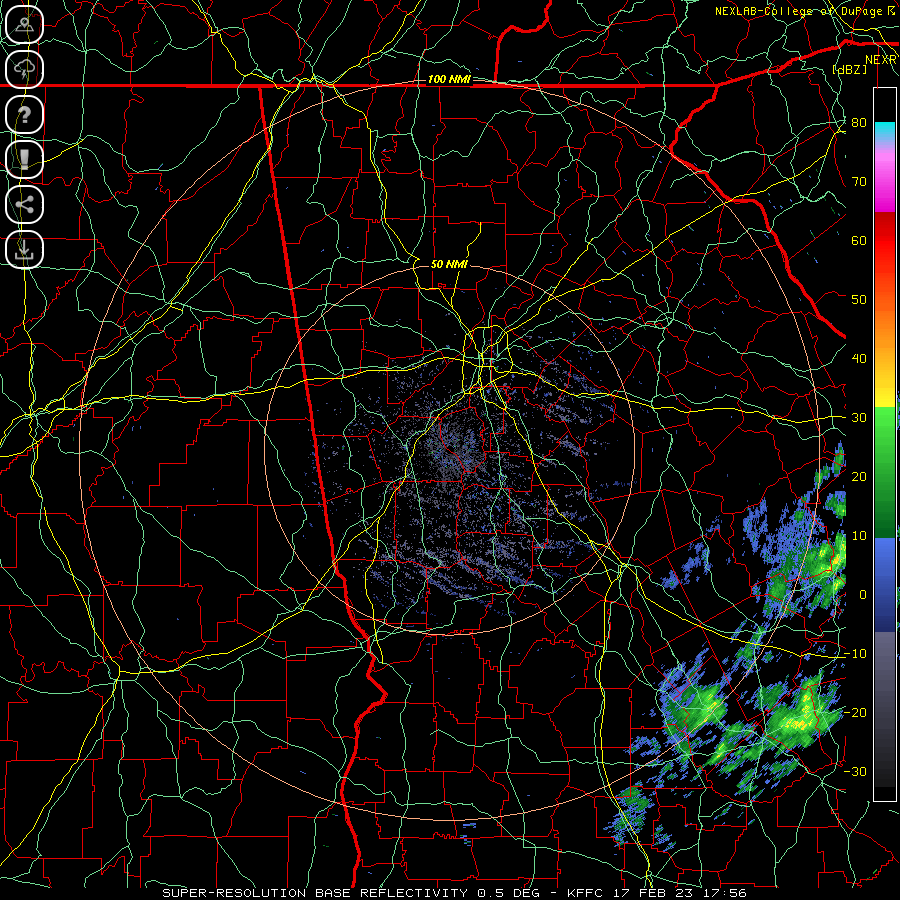 NEXLAB-College of DuPage
NEXR
[dBZ]
100 NMI
80
70
60
50 NMI
50
40
30
20
10
0
-10
-20
-30
?
SUPER-RESOLUTION BASE REFLECTIVITY 0.5 DEG - KFFC 17 FEB 23 17:56